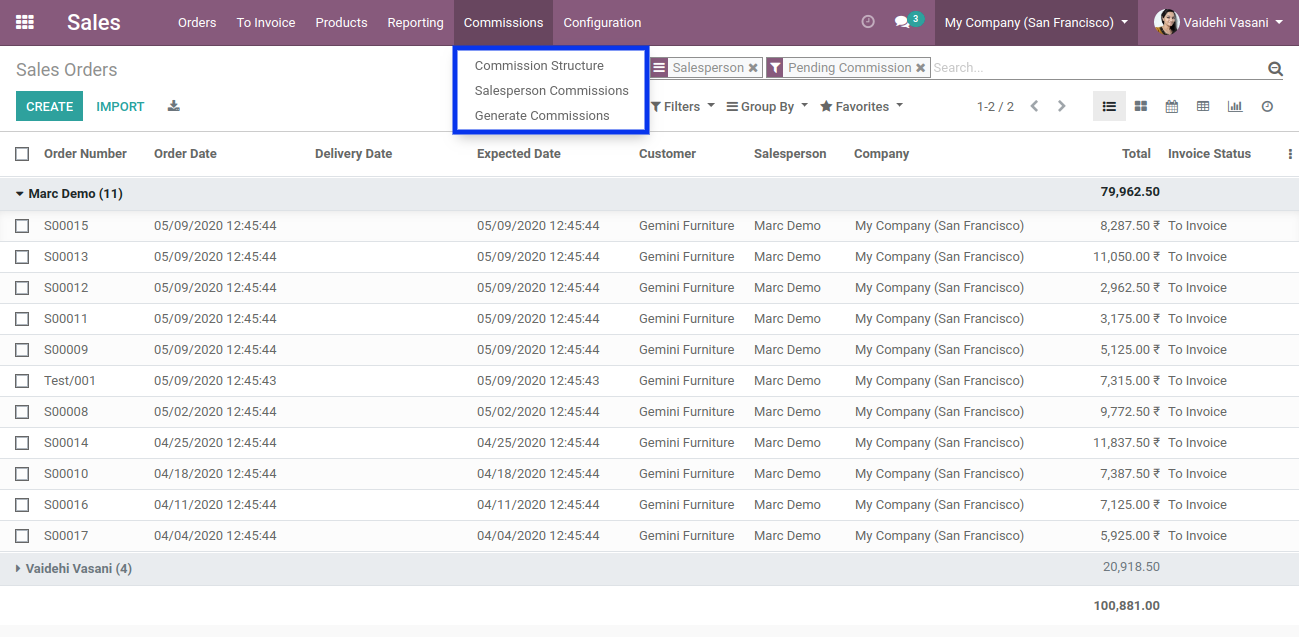 Sales Orders To Invoice Products Reporting Commissions Configuration 3 My Company (San Francisco) Vaidehi Vasani
Sales Orders Salesperson Pending Commission Search...
Commission Structure
Salesperson Commissions
Generate Commissions
CREATE IMPORT Filters Group By Favorites 1-2 / 2
Order Number Order Date Delivery Date Expected Date Customer Salesperson Company Total Invoice Status
Marc Demo (11) 79,962.50
S00015 05/09/2020 12:45:44 05/09/2020 12:45:44 Gemini Furniture Marc Demo My Company (San Francisco) 8,287.50 ₹ To Invoice
S00013 05/09/2020 12:45:44 05/09/2020 12:45:44 Gemini Furniture Marc Demo My Company (San Francisco) 11,050.00 ₹ To Invoice
S00012 05/09/2020 12:45:44 05/09/2020 12:45:44 Gemini Furniture Marc Demo My Company (San Francisco) 2,962.50 ₹ To Invoice
S00011 05/09/2020 12:45:44 05/09/2020 12:45:44 Gemini Furniture Marc Demo My Company (San Francisco) 3,175.00 ₹ To Invoice
S00009 05/09/2020 12:45:44 05/09/2020 12:45:44 Gemini Furniture Marc Demo My Company (San Francisco) 5,125.00 ₹ To Invoice
Test/001 05/09/2020 12:45:43 05/09/2020 12:45:43 Gemini Furniture Marc Demo My Company (San Francisco) 7,315.00 ₹ To Invoice
S00008 05/02/2020 12:45:44 05/02/2020 12:45:44 Gemini Furniture Marc Demo My Company (San Francisco) 9,772.50 ₹ To Invoice
S00014 04/25/2020 12:45:44 04/25/2020 12:45:44 Gemini Furniture Marc Demo My Company (San Francisco) 11,837.50 ₹ To Invoice
S00010 04/18/2020 12:45:44 04/18/2020 12:45:44 Gemini Furniture Marc Demo My Company (San Francisco) 7,387.50 ₹ To Invoice
S00016 04/11/2020 12:45:44 04/11/2020 12:45:44 Gemini Furniture Marc Demo My Company (San Francisco) 7,125.00 ₹ To Invoice
S00017 04/04/2020 12:45:44 04/04/2020 12:45:44 Gemini Furniture Marc Demo My Company (San Francisco) 5,925.00 ₹ To Invoice
Vaidehi Vasani (4) 20,918.50
100,881.00